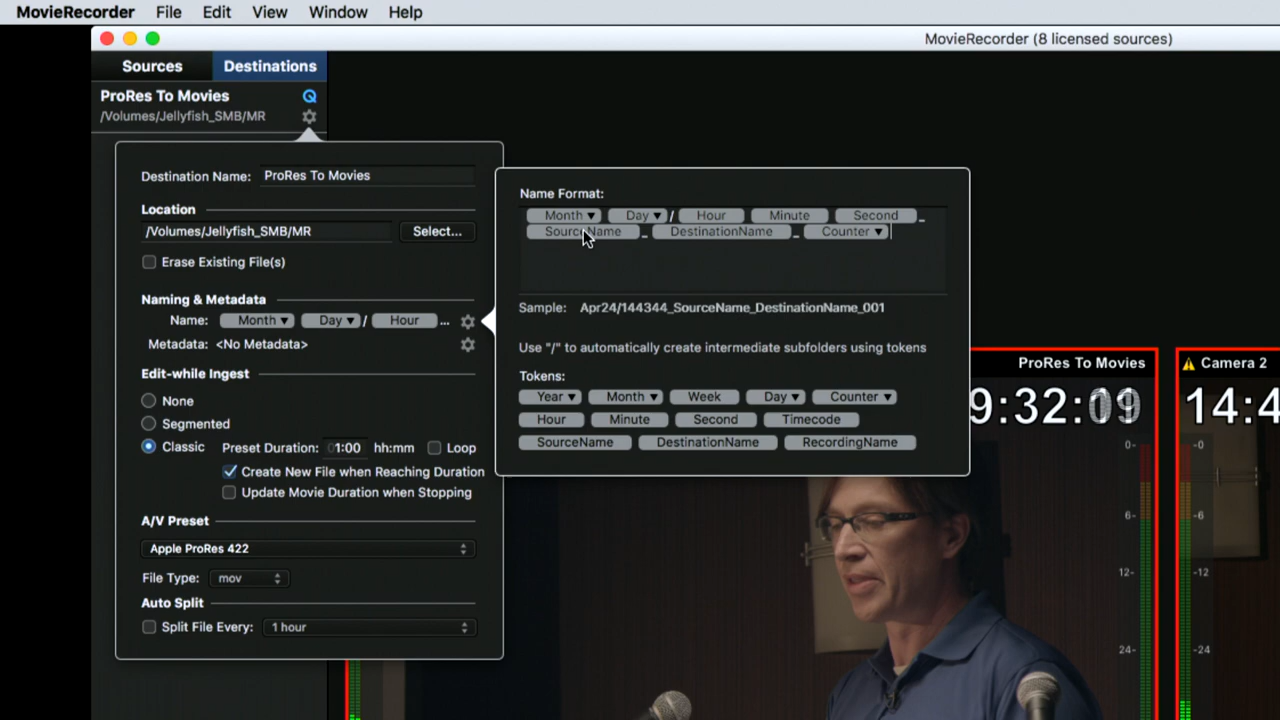 MovieRecorder File Edit View Window Help
MovieRecorder (8 licensed sources)
Sources Destinations
ProRes To Movies
/Volumes/Jellyfish_SMB/MR
Destination Name: ProRes To Movies
Location
/Volumes/Jellyfish_SMB/MR Select...
Erase Existing File(s)
Naming & Metadata
Name: Month Day / Hour ...
Metadata: <No Metadata>
Edit-while Ingest
None
Segmented
Classic Preset Duration: 01:00 hh:mm Loop
Create New File when Reaching Duration
Update Movie Duration when Stopping
A/V Preset
Apple ProRes 422
File Type: mov
Auto Split
Split File Every: 1 hour
Name Format:
Month Day / Hour Minute Second _
SourceName _ DestinationName _ Counter
Sample: Apr24/144344_SourceName_DestinationName_001
Use "/" to automatically create intermediate subfolders using tokens
Tokens:
Year Month Week Day Counter
Hour Minute Second Timecode
SourceName DestinationName RecordingName
ProRes To Movies
9:32:09
0-
6-
12-
24-
Camera 2
14:4
-0
-6
-12
-24